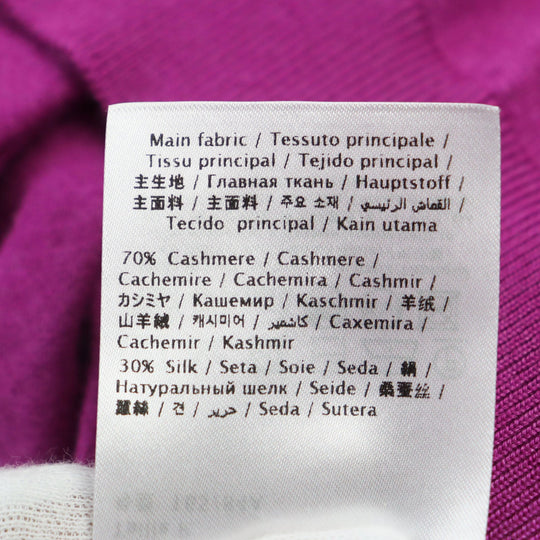 Main fabric / Tessuto principale /
Tissu principal / Tejido principal /
主生地 / Главная ткань / Hauptstoff /
主面料 / 主面料 / 주요 소재 / القماش الرئيسي /
Tecido principal / Kain utama
70% Cashmere / Cashmere /
Cachemire / Cachemira / Cashmir /
カシミヤ / Кашемир / Kaschmir / 羊绒 /
山羊絨 / 캐시미어 / كاشمير / Caxemira /
Cachemir / Kashmir
30% Silk / Seta / Soie / Seda / 絹 /
Натуральный шелк / Seide / 桑蚕丝 /
蠶絲 / 견 / حرير / Seda / Sutera